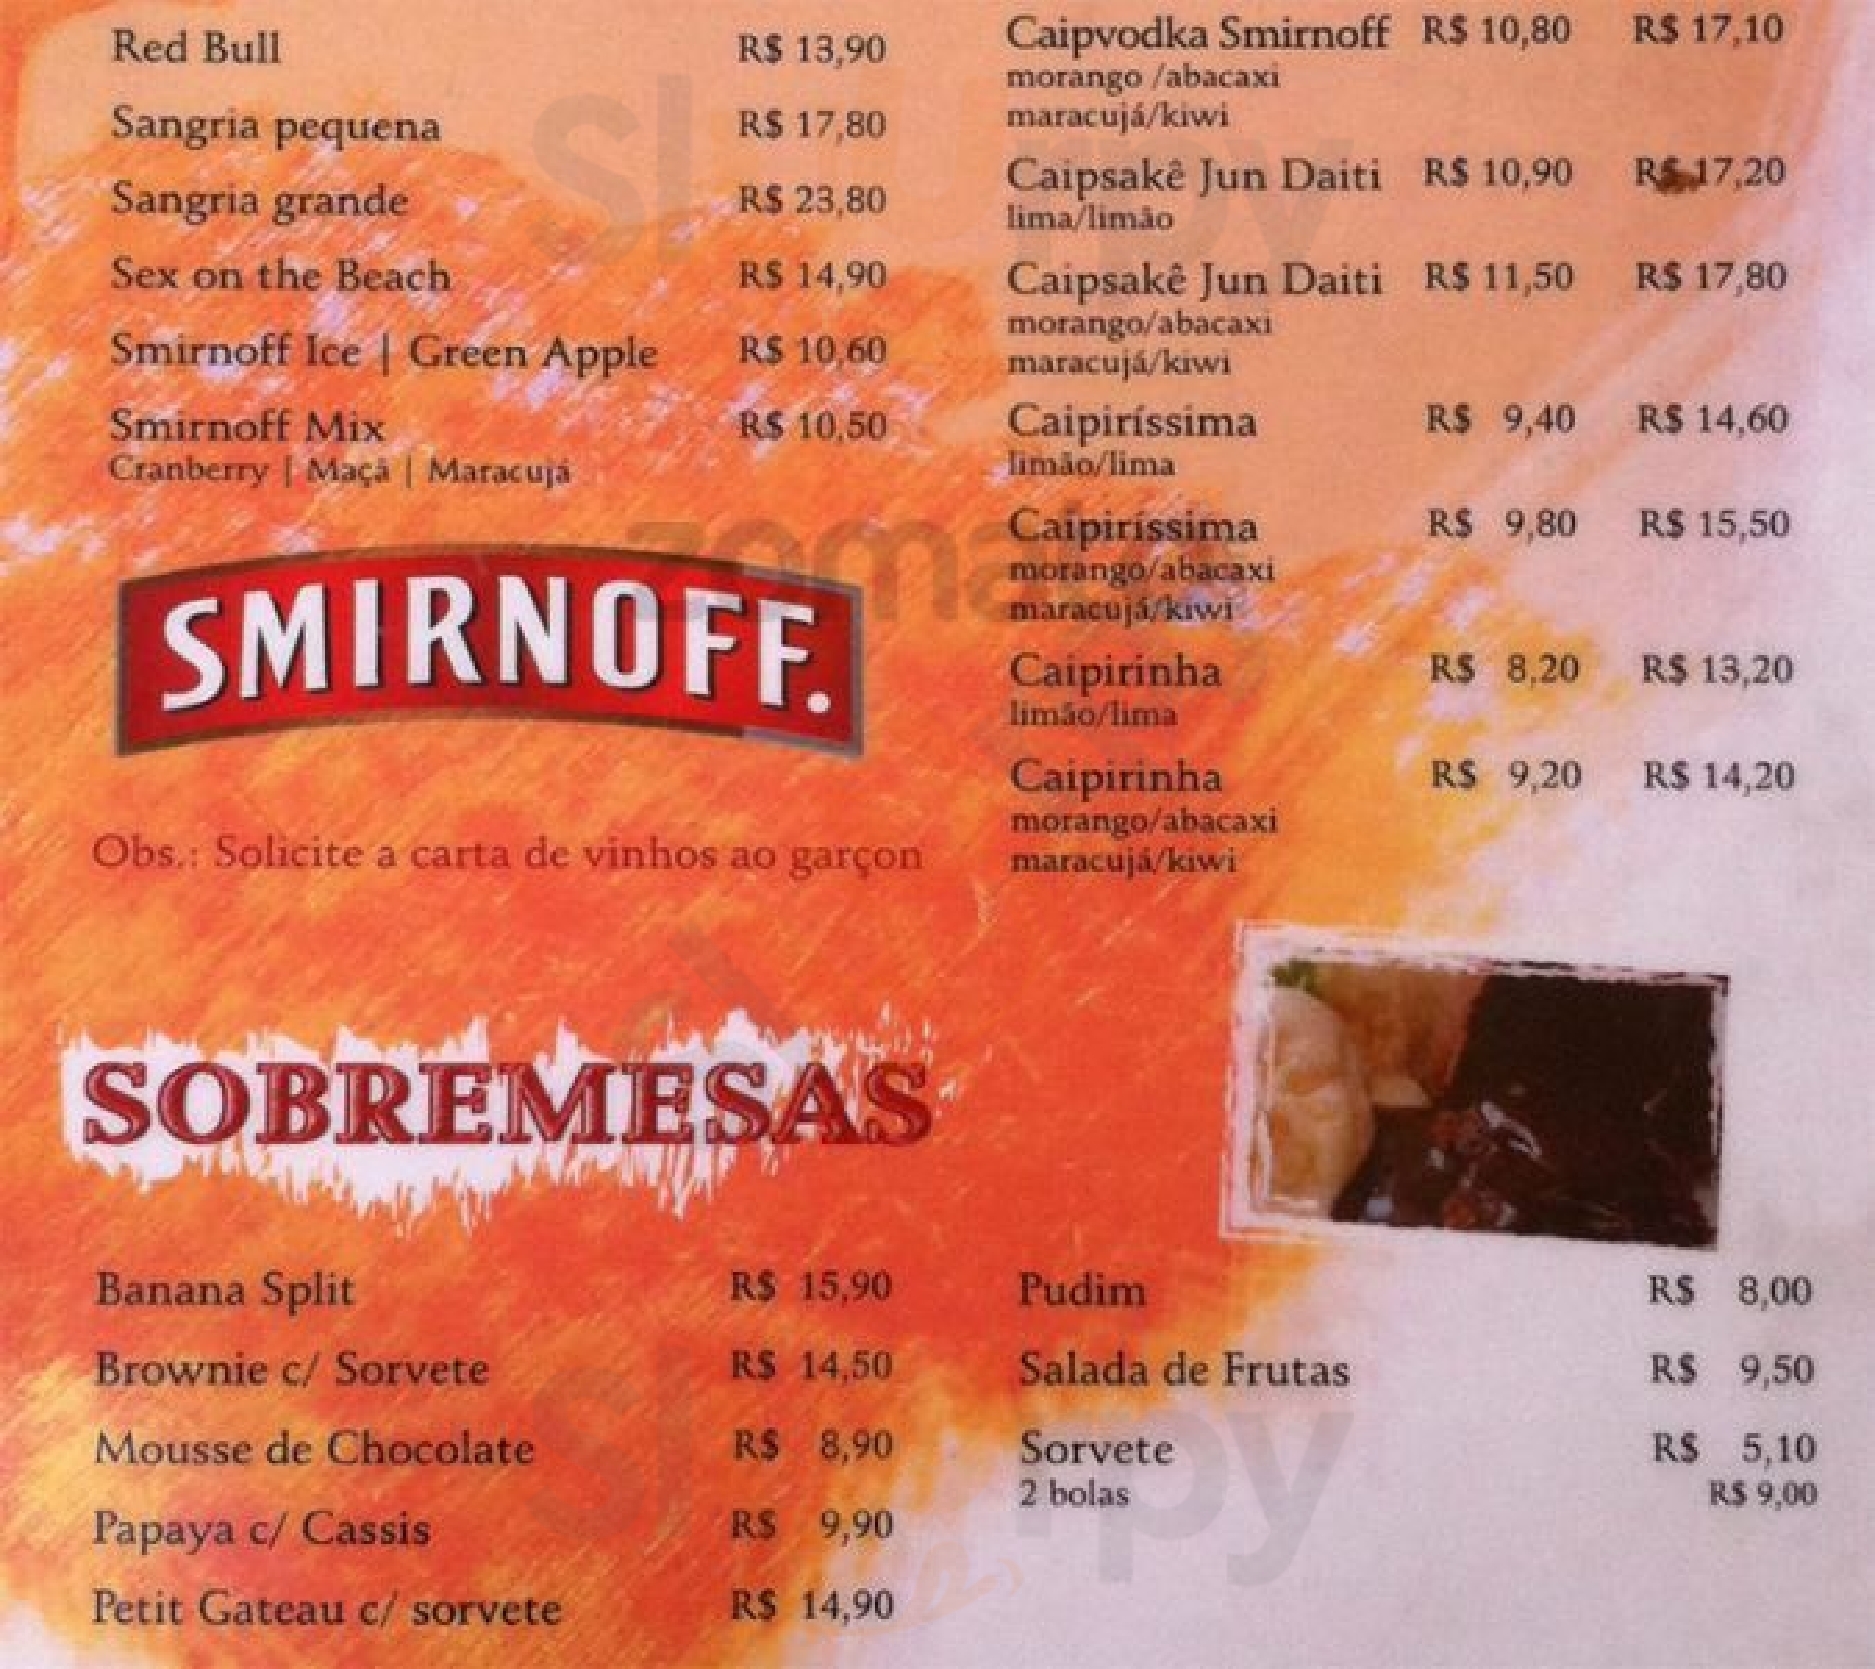 Red Bull R$ 13,90
Sangria pequena R$ 17,80
Sangria grande R$ 23,80
Sex on the Beach R$ 14,90
Smirnoff Ice | Green Apple R$ 10,60
Smirnoff Mix R$ 10,50
Cranberry | Maçã | Maracujá
SMIRNOFF.
Obs.: Solicite a carta de vinhos ao garçon
Caipvodka Smirnoff R$ 10,80 R$ 17,10
morango /abacaxi
maracujá/kiwi
Caipsakê Jun Daiti R$ 10,90 R$ 17,20
lima/limão
Caipsakê Jun Daiti R$ 11,50 R$ 17,80
morango/abacaxi
maracujá/kiwi
Caipiríssima R$ 9,40 R$ 14,60
limão/lima
Caipiríssima R$ 9,80 R$ 15,50
morango/abacaxi
maracujá/kiwi
Caipirinha R$ 8,20 R$ 13,20
limão/lima
Caipirinha R$ 9,20 R$ 14,20
morango/abacaxi
maracujá/kiwi
SOBREMESAS
Banana Split R$ 15,90
Brownie c/ Sorvete R$ 14,50
Mousse de Chocolate R$ 8,90
Papaya c/ Cassis R$ 9,90
Petit Gateau c/ sorvete R$ 14,90
Pudim R$ 8,00
Salada de Frutas R$ 9,50
Sorvete R$ 5,10
2 bolas R$ 9,00